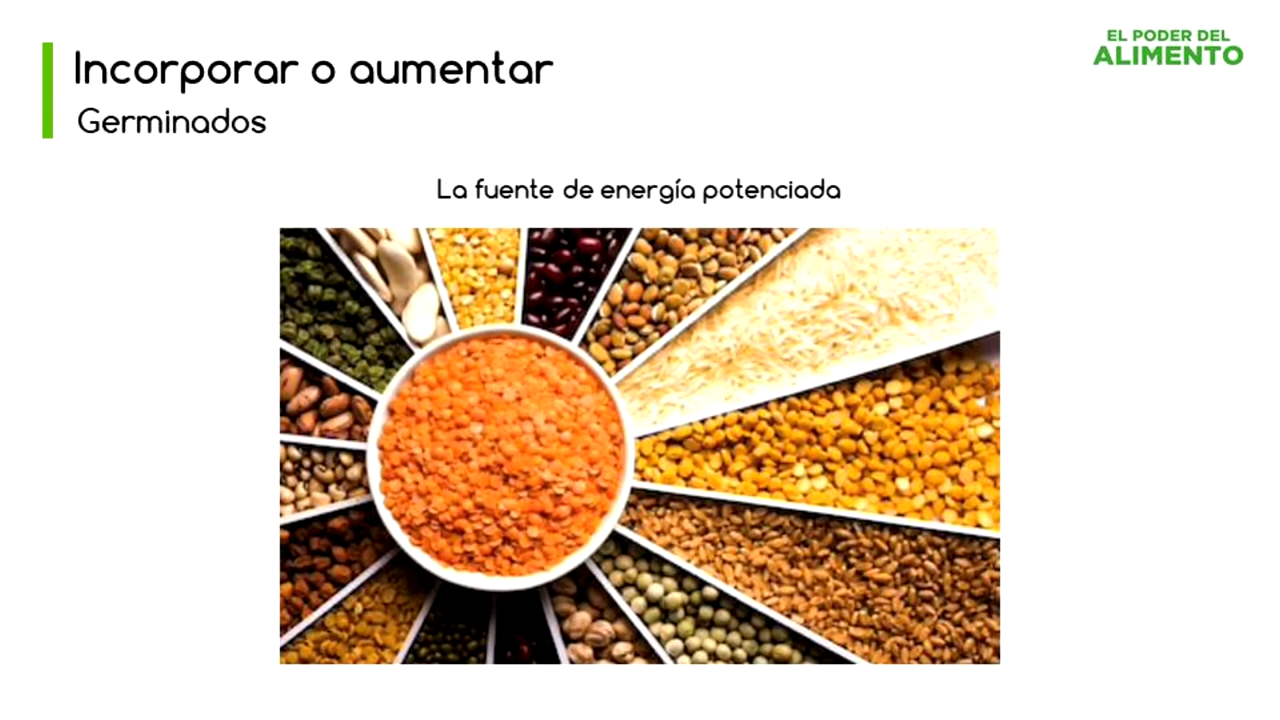 Incorporar o aumentar
Germinados
EL PODER DEL
ALIMENTO
La fuente de energía potenciada